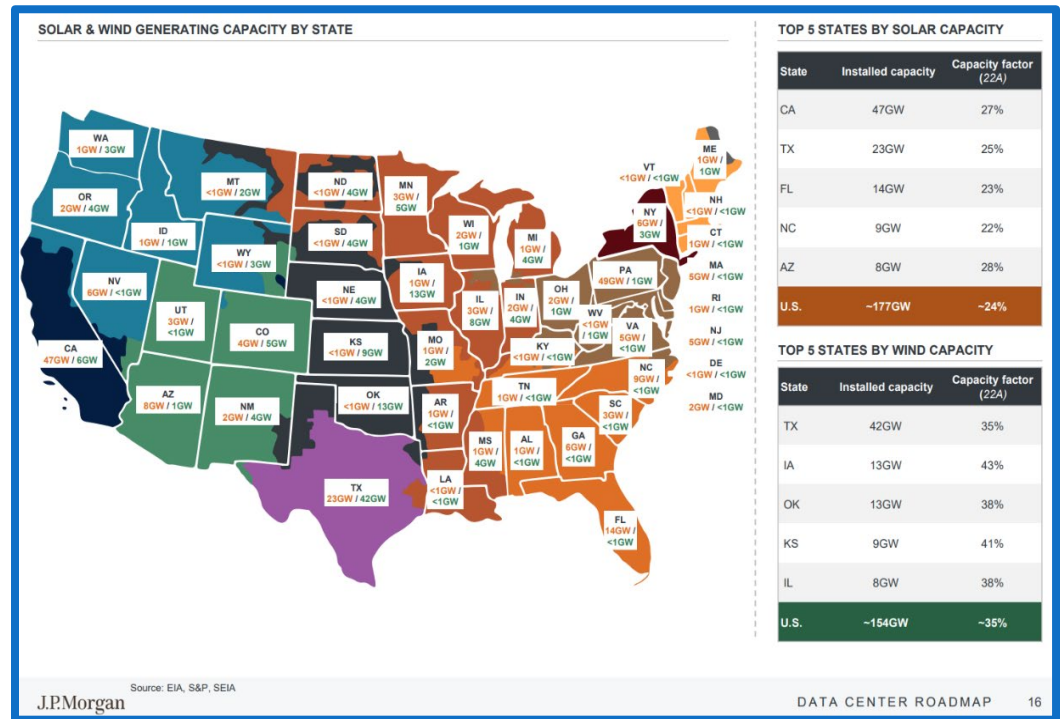 SOLAR & WIND GENERATING CAPACITY BY STATE
WA
1GW / 3GW
OR
2GW / 4GW
MT
<1GW / 2GW
ID
1GW / 1GW
WY
<1GW / 3GW
NV
6GW / <1GW
UT
3GW /
<1GW
CO
4GW / 5GW
CA
47GW / 6GW
AZ
8GW / 1GW
NM
2GW / 4GW
ND
<1GW / 4GW
SD
<1GW / 4GW
NE
<1GW / 4GW
KS
<1GW / 9GW
OK
<1GW / 13GW
TX
23GW / 42GW
MN
3GW /
5GW
WI
2GW /
1GW
MI
1GW /
4GW
IA
1GW /
13GW
IL
3GW /
8GW
IN
2GW /
4GW
OH
2GW /
1GW
MO
1GW /
2GW
KY
<1GW / <1GW
WV
<1GW
/ 1GW
VA
5GW /
<1GW
PA
49GW / 1GW
NY
6GW /
3GW
TN
1GW / <1GW
NC
9GW /
<1GW
SC
3GW /
<1GW
AR
1GW /
<1GW
MS
1GW /
4GW
AL
1GW /
<1GW
GA
6GW /
<1GW
LA
<1GW /
<1GW
FL
14GW /
<1GW
VT
<1GW / <1GW
ME
1GW /
1GW
NH
<1GW / <1GW
CT
1GW / <1GW
MA
5GW / <1GW
RI
1GW / <1GW
NJ
5GW / <1GW
DE
<1GW / <1GW
MD
2GW / <1GW
TOP 5 STATES BY SOLAR CAPACITY
State Installed capacity Capacity factor
(22A)
CA 47GW 27%
TX 23GW 25%
FL 14GW 23%
NC 9GW 22%
AZ 8GW 28%
U.S. ~177GW ~24%
TOP 5 STATES BY WIND CAPACITY
State Installed capacity Capacity factor
(22A)
TX 42GW 35%
IA 13GW 43%
OK 13GW 38%
KS 9GW 41%
IL 8GW 38%
U.S. ~154GW ~35%
Source: EIA, S&P, SEIA
J.P.Morgan
DATA CENTER ROADMAP 16